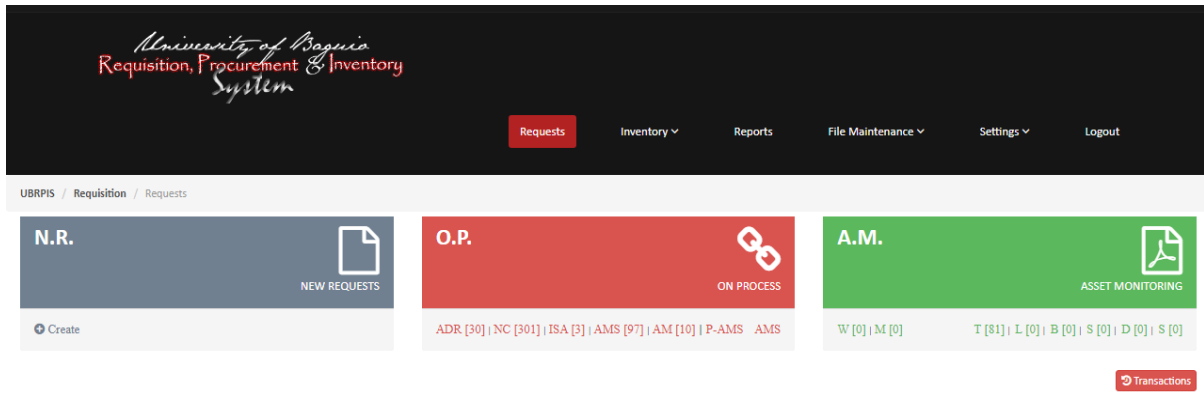 University of Baguio
Requisition, Procurement & Inventory
System
Requests Inventory Reports File Maintenance Settings Logout
UBRPIS / Requisition / Requests
N.R.
NEW REQUESTS
Create
O.P.
ON PROCESS
ADR [30] | NC [301] | ISA [3] | AMS [97] | AM [10] | P-AMS AMS
A.M.
ASSET MONITORING
W [0] | M [0] T [81] | L [0] | B [0] | S [0] | D [0] | S [0]
Transactions